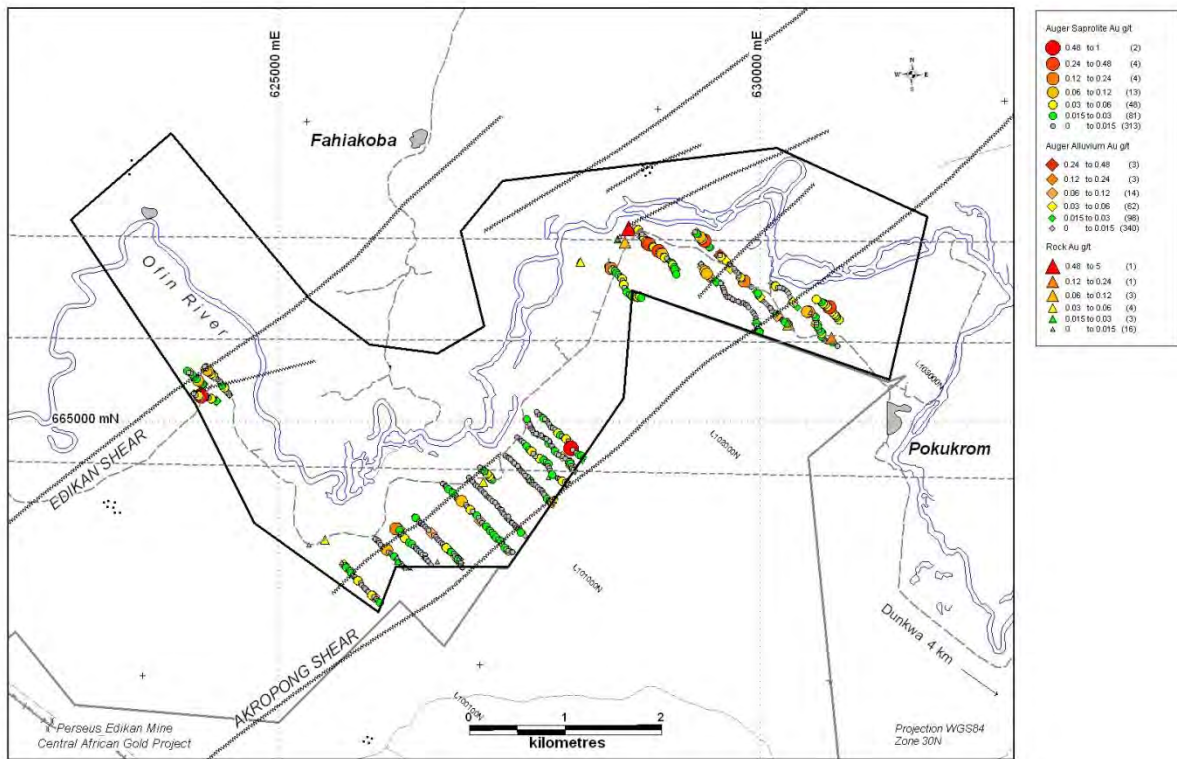 625000 mE
630000 mE
Fahiakoba
Ofin River
665000 mN
EDIKAN SHEAR
AKROPONG SHEAR
Pokukrom
L103000N
L102000N
L101000N
L100100N
Dunkwa 4 km
Perseus Edikan Mine
Central African Gold Project
0 1 2
kilometres
Projection WGS84
Zone 30N
N
W E
S
Auger Saprolite Au g/t
0.48 to 1 (2)
0.24 to 0.48 (4)
0.12 to 0.24 (4)
0.06 to 0.12 (13)
0.03 to 0.06 (48)
0.015 to 0.03 (81)
0 to 0.015 (313)
Auger Alluvium Au g/t
0.24 to 0.48 (3)
0.12 to 0.24 (3)
0.06 to 0.12 (14)
0.03 to 0.06 (62)
0.015 to 0.03 (98)
0 to 0.015 (340)
Rock Au g/t
0.48 to 5 (1)
0.12 to 0.24 (1)
0.06 to 0.12 (3)
0.03 to 0.06 (4)
0.015 to 0.03 (3)
0 to 0.015 (16)